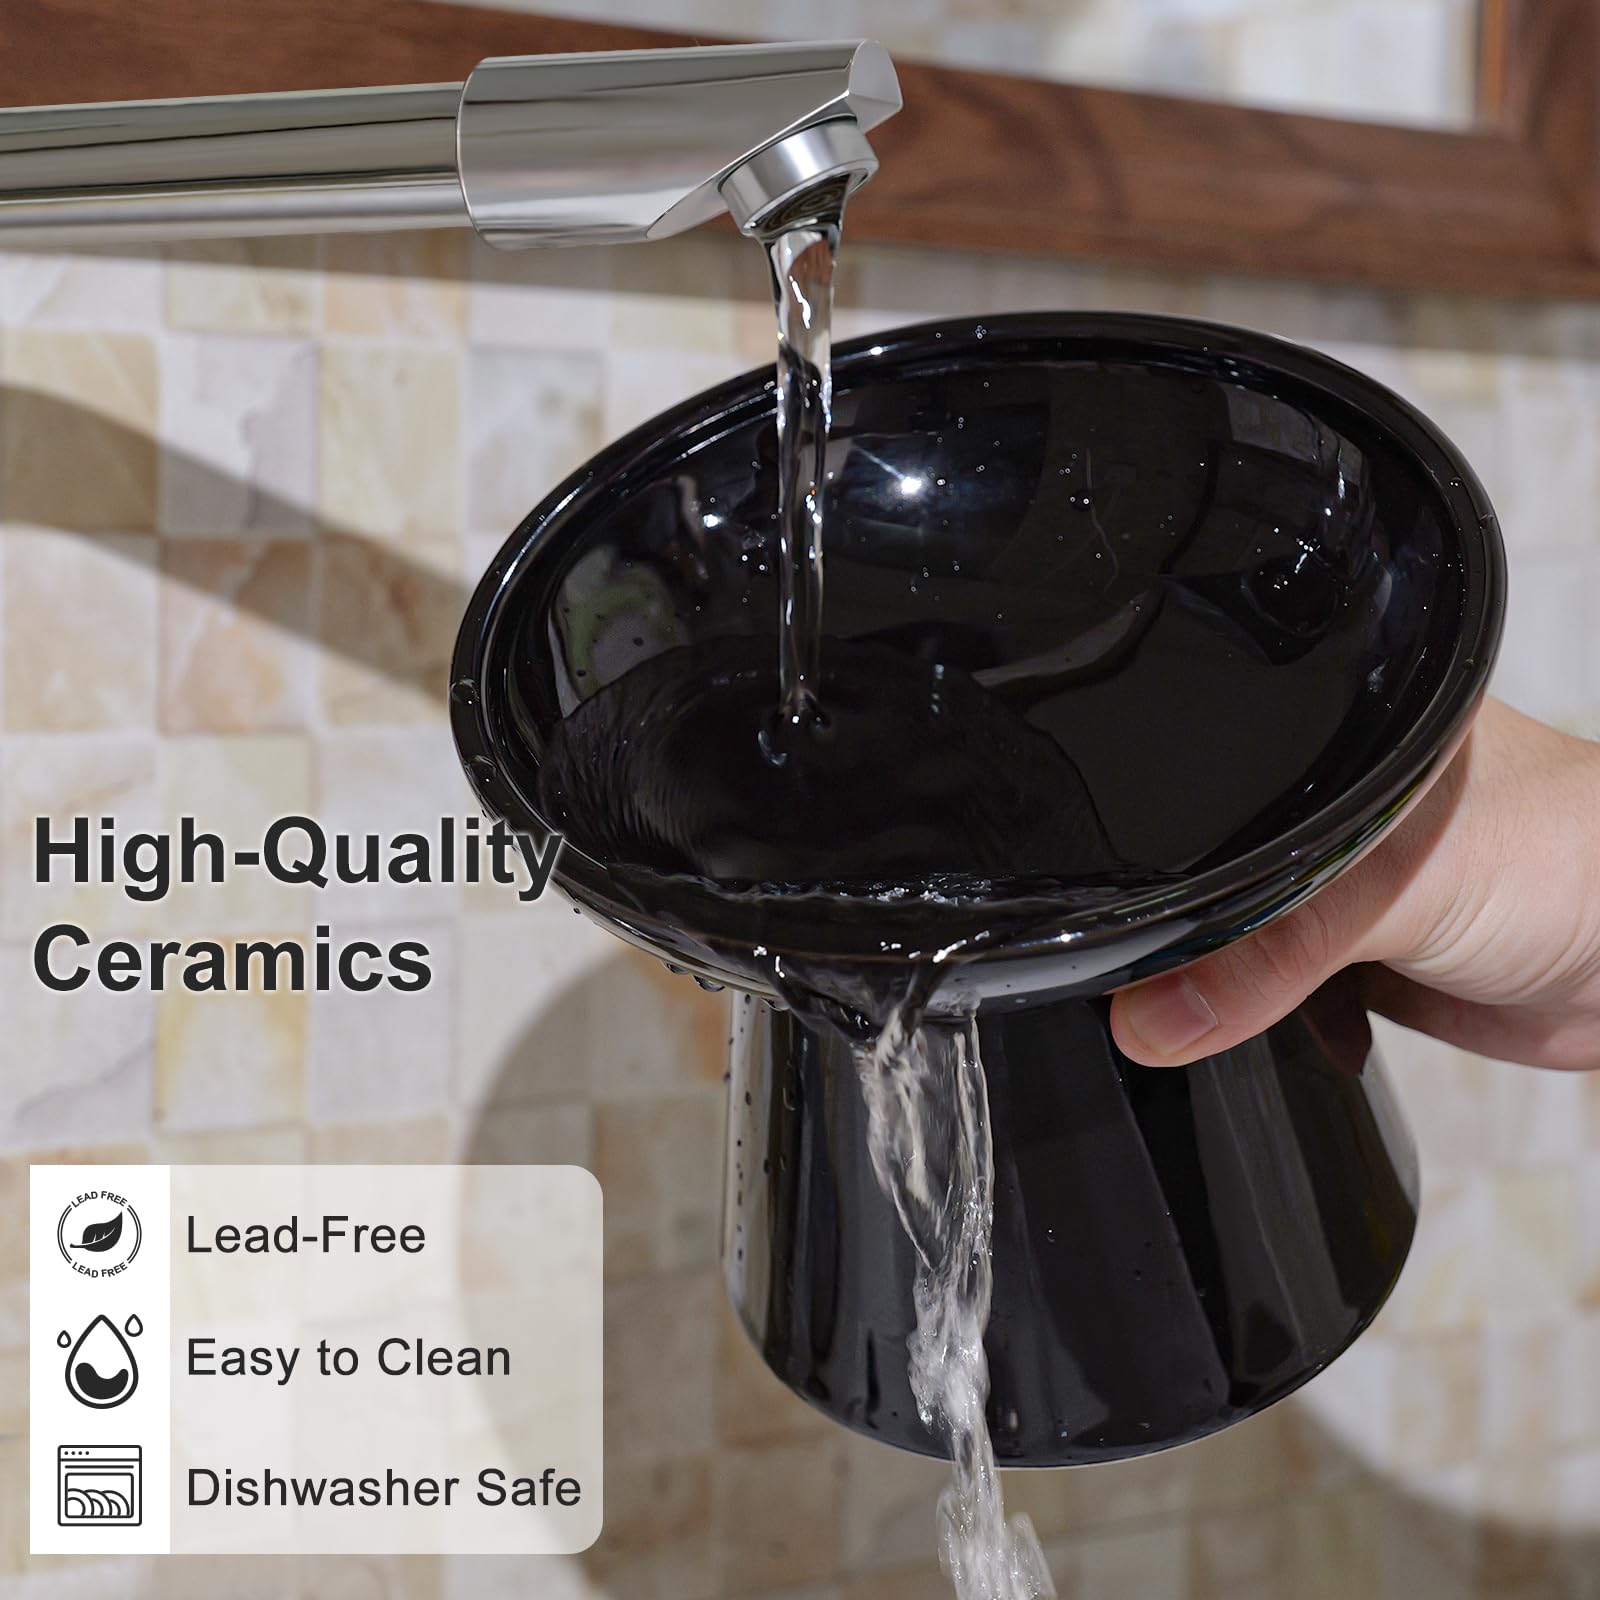 High-Quality
Ceramics
LEAD FREE
LEAD FREE
Lead-Free
Easy to Clean
Dishwasher Safe